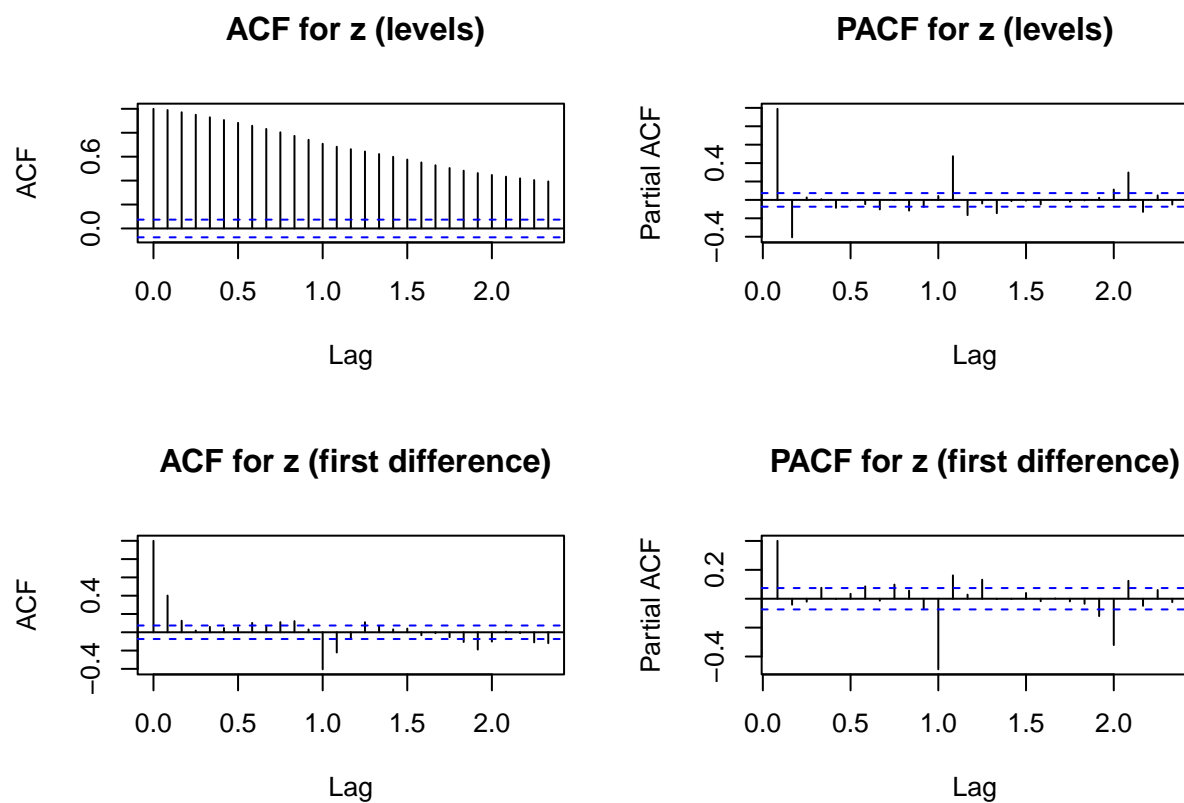 ACF for z (levels)
ACF
0.0 0.6
0.0 0.5 1.0 1.5 2.0
Lag
PACF for z (levels)
Partial ACF
−0.4 0.4
0.0 0.5 1.0 1.5 2.0
Lag
ACF for z (first difference)
ACF
−0.4 0.4
0.0 0.5 1.0 1.5 2.0
Lag
PACF for z (first difference)
Partial ACF
−0.4 0.2
0.0 0.5 1.0 1.5 2.0
Lag